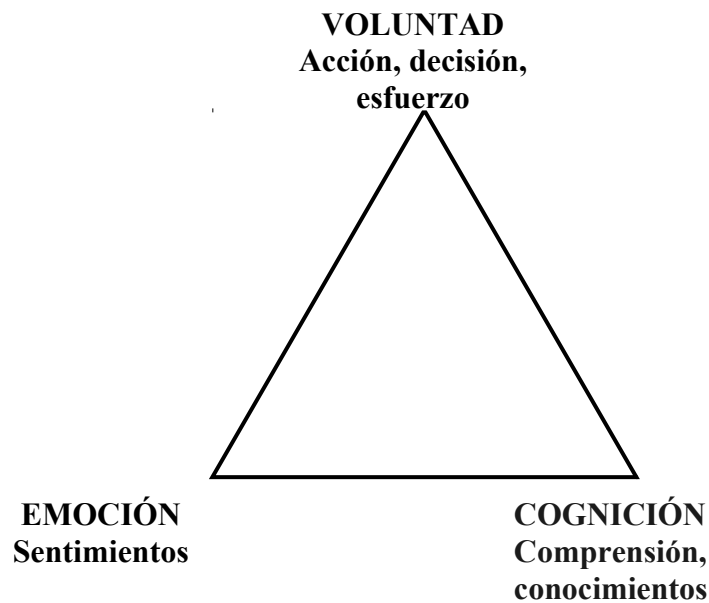 VOLUNTAD
Acción, decisión,
esfuerzo
EMOCIÓN
Sentimientos
COGNICIÓN
Comprensión,
conocimientos